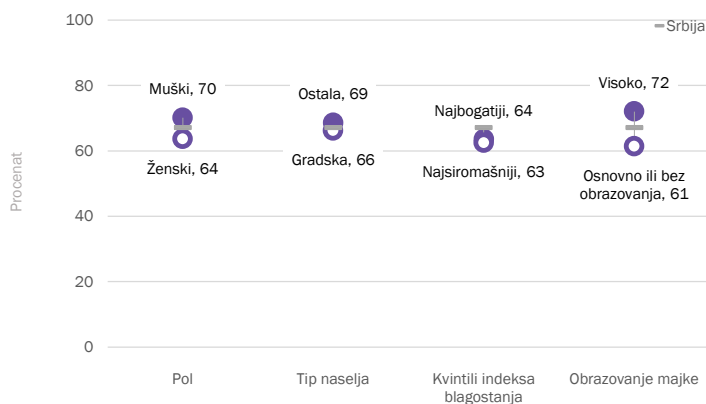 100
Srbija
80
Muški, 70
Ostala, 69
Najbogatiji, 64
Visoko, 72
60
Ženski, 64
Gradska, 66
Najsiromašniji, 63
Osnovno ili bez
obrazovanja, 61
Procenat
40
20
0
Pol
Tip naselja
Kvintili indeksa
blagostanja
Obrazovanje majke